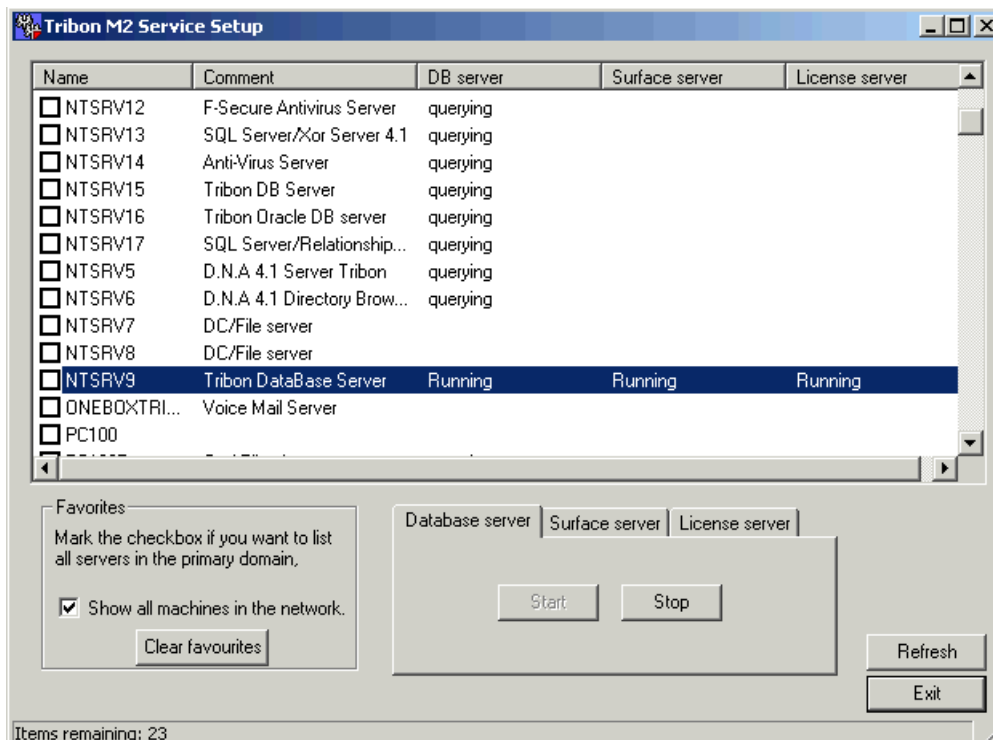 Tribon M2 Service Setup
Name Comment DB server Surface server License server
NTSRV12 F-Secure Antivirus Server querying
NTSRV13 SQL Server/Xor Server 4.1 querying
NTSRV14 Anti-Virus Server querying
NTSRV15 Tribon DB Server querying
NTSRV16 Tribon Oracle DB server querying
NTSRV17 SQL Server/Relationship... querying
NTSRV5 D.N.A 4.1 Server Tribon querying
NTSRV6 D.N.A 4.1 Directory Brow... querying
NTSRV7 DC/File server
NTSRV8 DC/File server
NTSRV9 Tribon DataBase Server Running Running Running
ONEBOXTRI... Voice Mail Server
PC100
Favorites
Mark the checkbox if you want to list
all servers in the primary domain,
Show all machines in the network.
Clear favourites
Database server Surface server License server
Start Stop
Refresh
Exit
Items remaining: 23